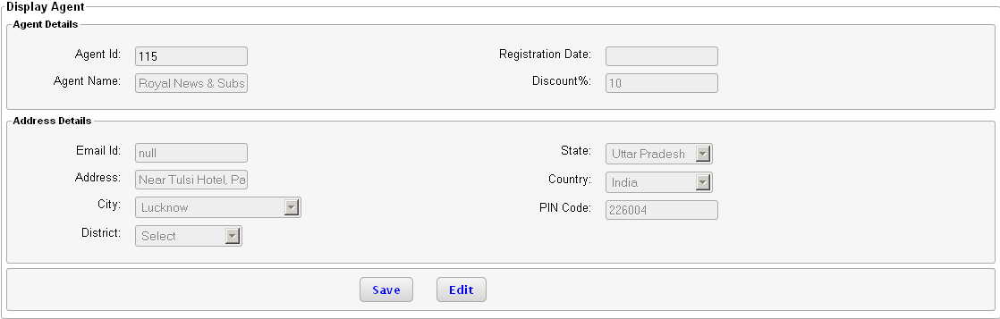 Display Agent
Agent Details
Agent Id: 115 Registration Date:
Agent Name: Royal News & Subs Discount%: 10
Address Details
Email Id: null State: Uttar Pradesh
Address: Near Tulsi Hotel, Pa Country: India
City: Lucknow PIN Code: 226004
District: Select
Save Edit